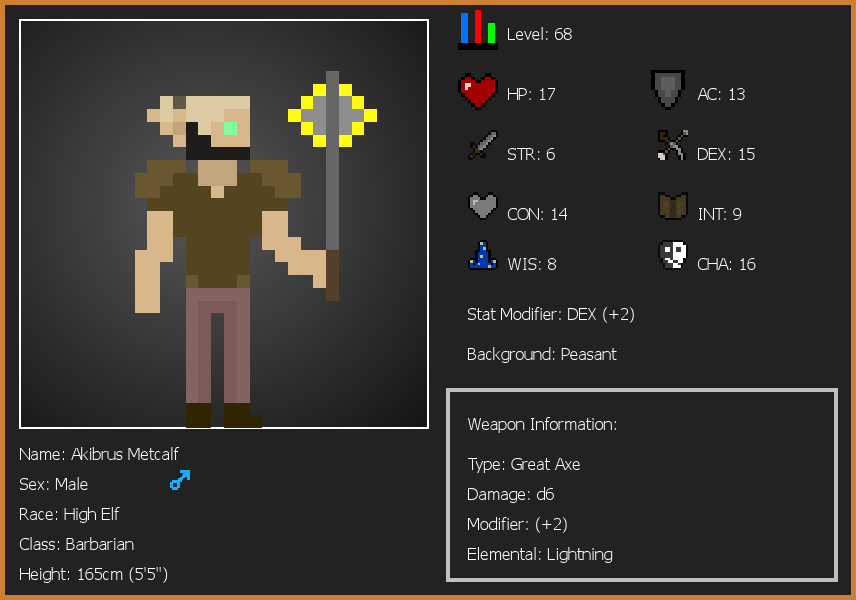 Level: 68
HP: 17
AC: 13
STR: 6
DEX: 15
CON: 14
INT: 9
WIS: 8
CHA: 16
Stat Modifier: DEX (+2)
Background: Peasant
Weapon Information:
Type: Great Axe
Damage: d6
Modifier: (+2)
Elemental: Lightning
Name: Akibrus Metcalf
Sex: Male
Race: High Elf
Class: Barbarian
Height: 165cm (5'5")